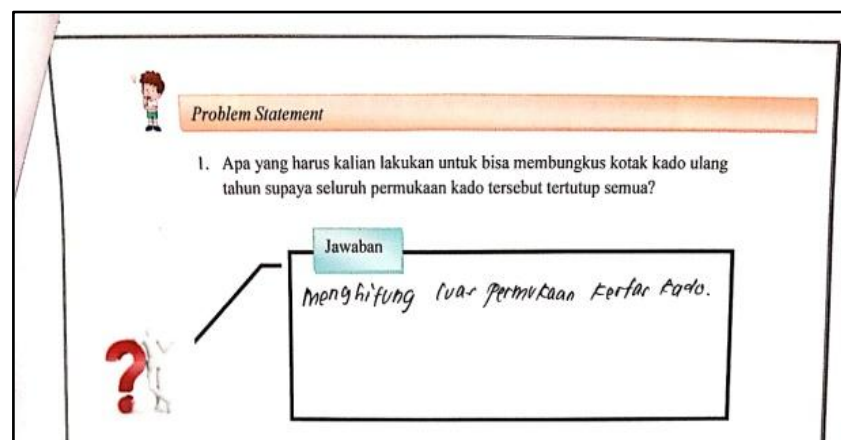 Problem Statement
1. Apa yang harus kalian lakukan untuk bisa membungkus kotak kado ulang
tahun supaya seluruh permukaan kado tersebut tertutup semua?
Jawaban
Menghitung luas permukaan kertas kado.